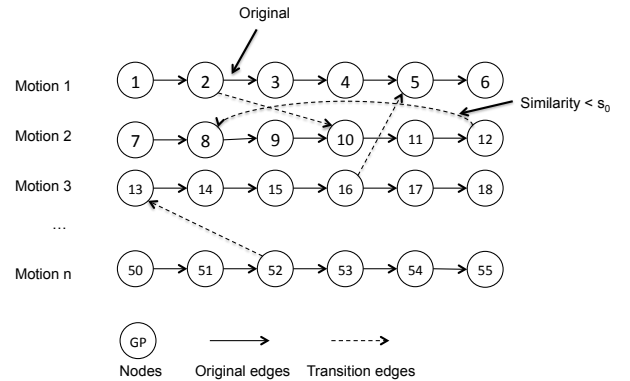 Original
Motion 1
1 2 3 4 5 6
Similarity < s₀
Motion 2
7 8 9 10 11 12
Motion 3
13 14 15 16 17 18
...
Motion n
50 51 52 53 54 55
GP
Nodes Original edges Transition edges